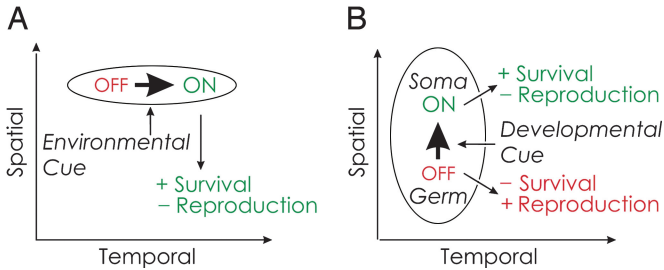 A
Spatial
OFF ON
Environmental
Cue
+ Survival
− Reproduction
Temporal
B
Spatial
Soma
ON
+ Survival
− Reproduction
Developmental
Cue
OFF
Germ
− Survival
+ Reproduction
Temporal